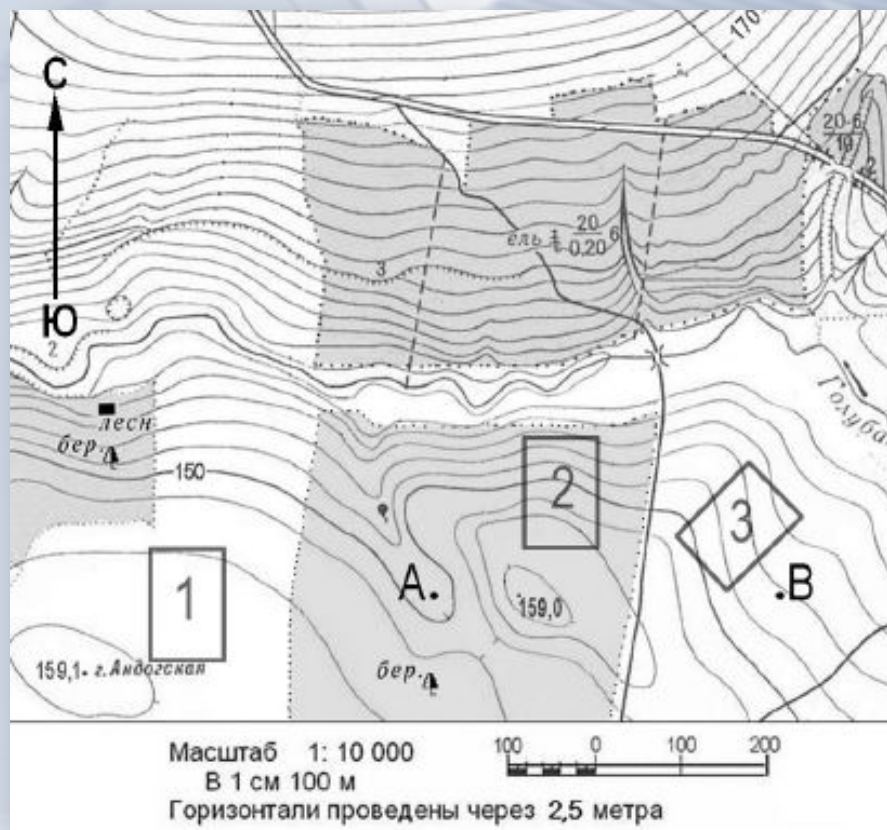 С
170
20 6
19
2
ель 20 6
0,20
3
Ю
2
Голуба
лесн
бер.
150
2
3
1
А.
.В
159,0
159,1. г. Андогская
бер.
Масштаб 1: 10 000
100 0 100 200
В 1 см 100 м
Горизонтали проведены через 2,5 метра